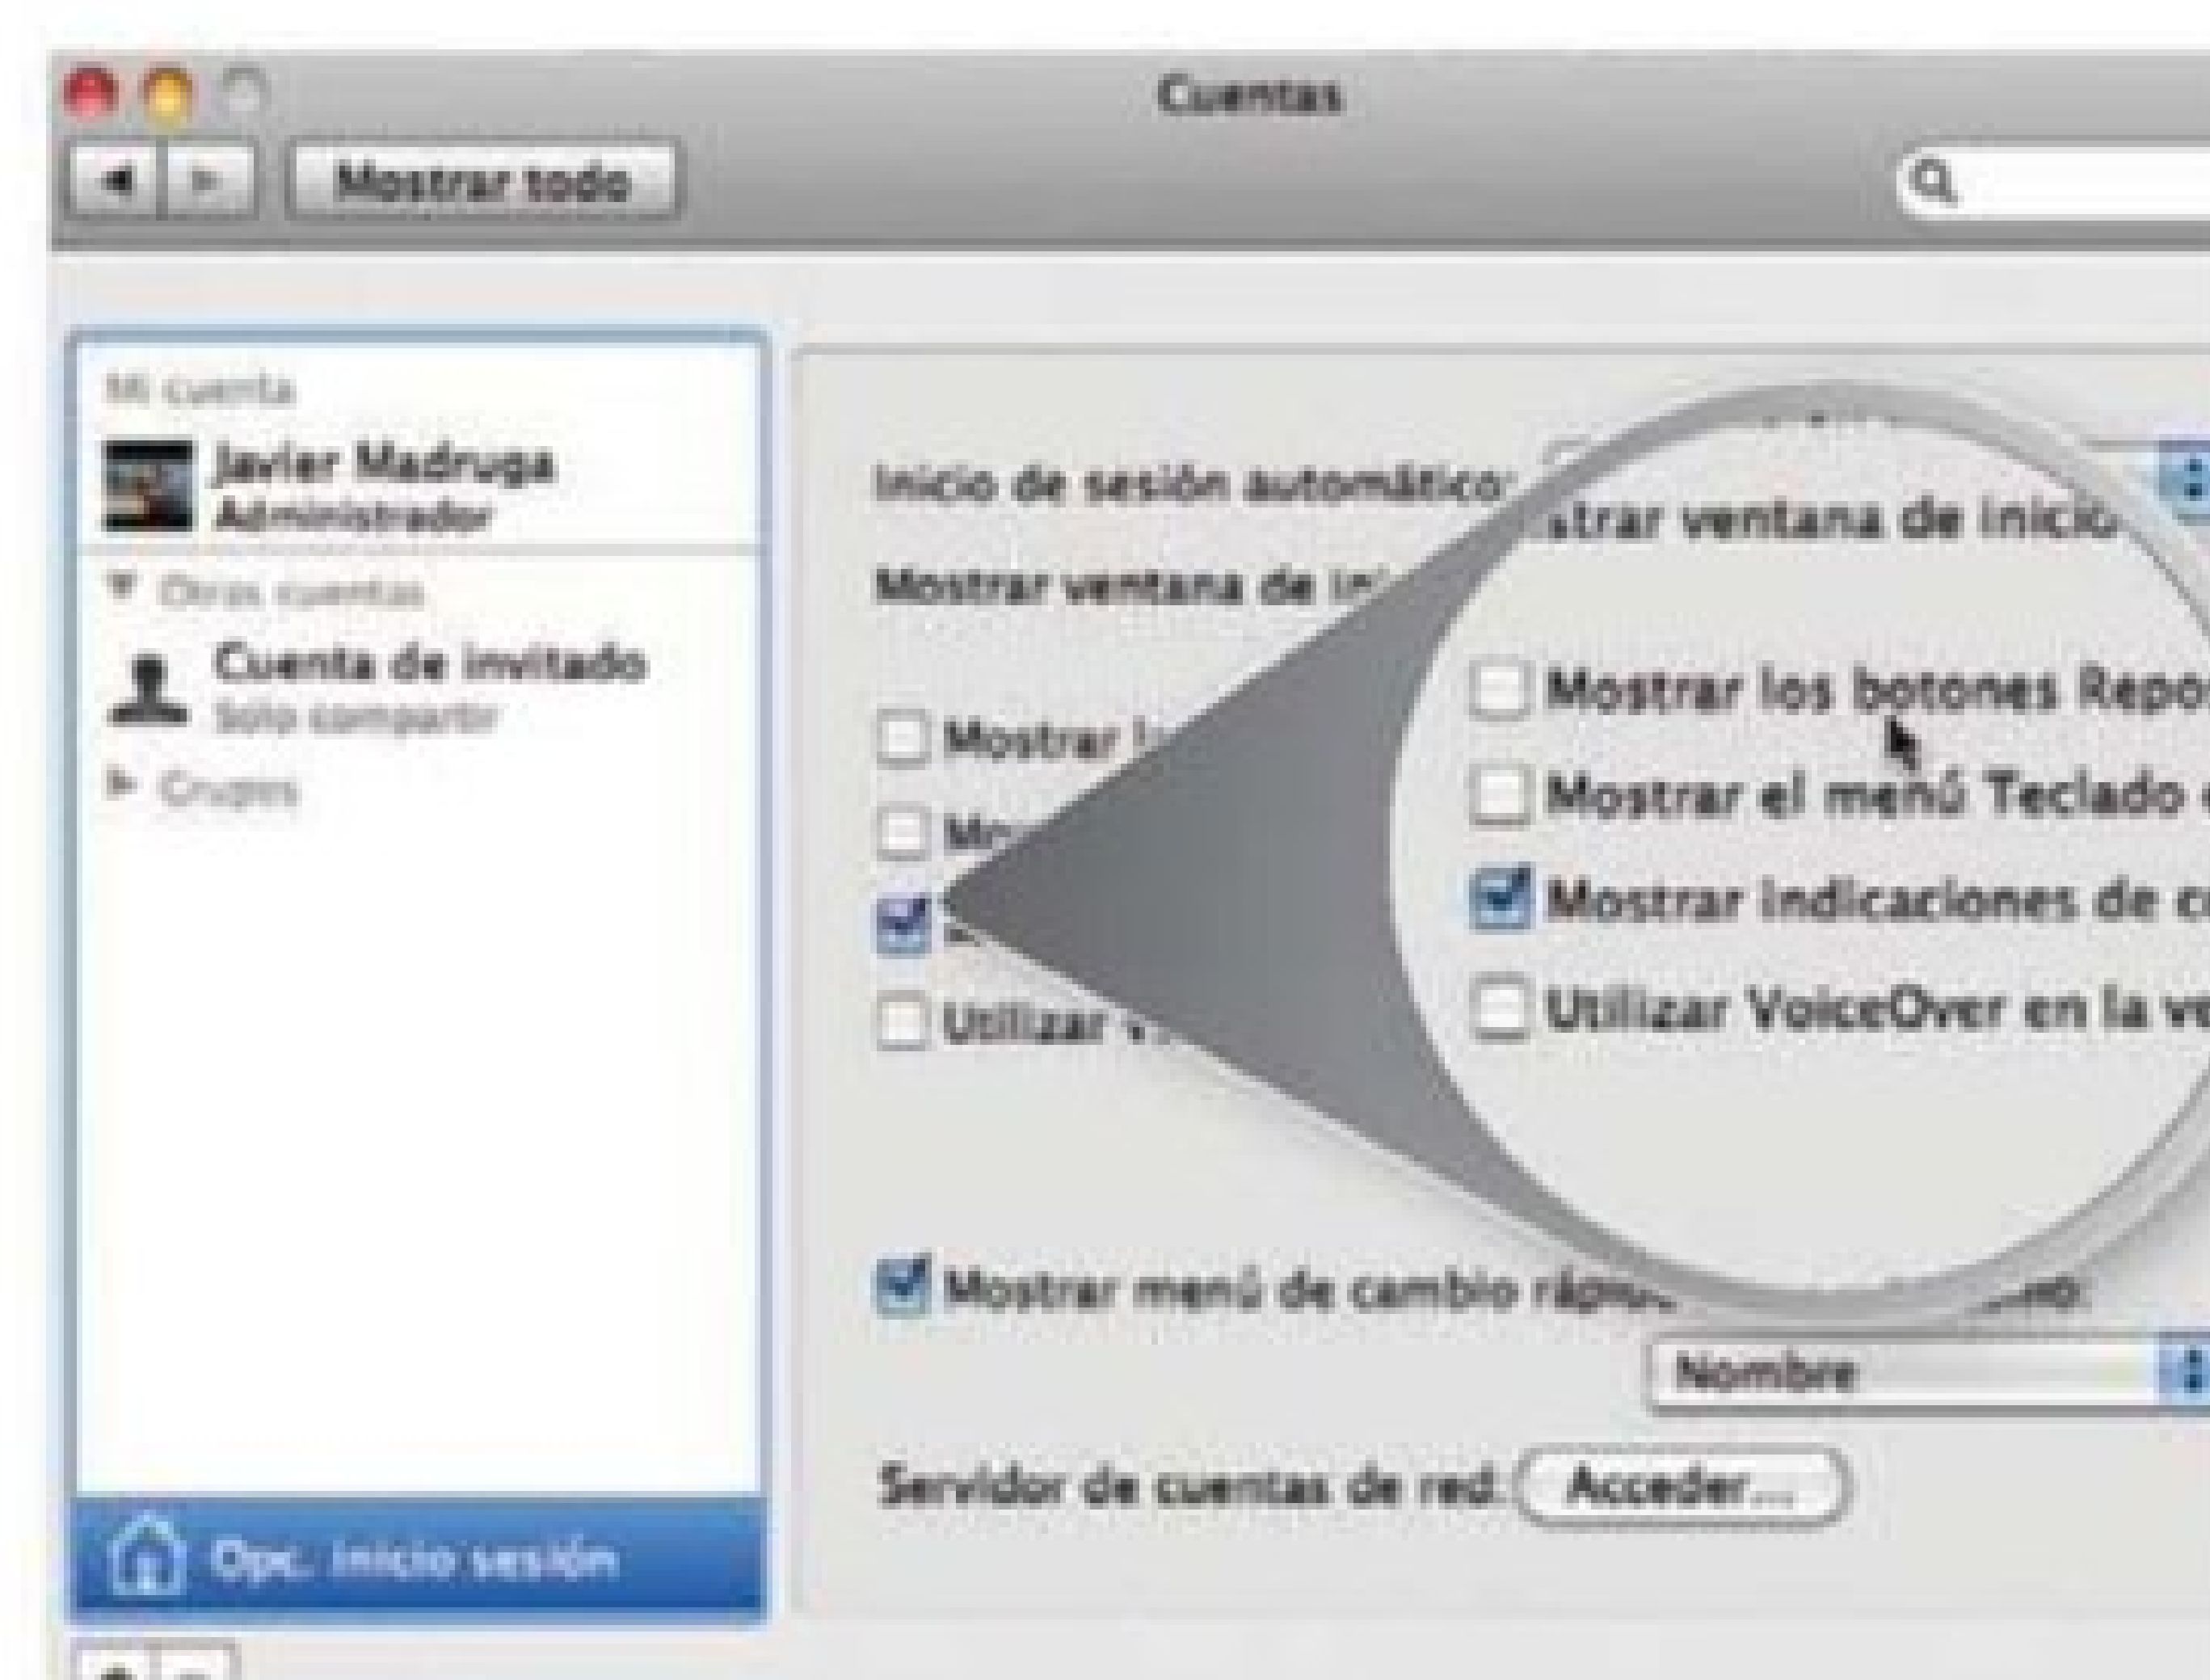 Cuentas
Mostrar todo
Mi cuenta
Javier Madruga
Administrador
Otras cuentas
Cuenta de invitado
Sólo compartir
Grupos
Opc. inicio sesión
Inicio de sesión automático:
Mostrar ventana de ini
Mostrar
Utilizar
strar ventana de inicio
Mostrar los botones Repo
Mostrar el menú Teclado
Mostrar indicaciones de
Utilizar VoiceOver en la
Mostrar menú de cambio
Nombre
Servidor de cuentas de red:
Acceder...